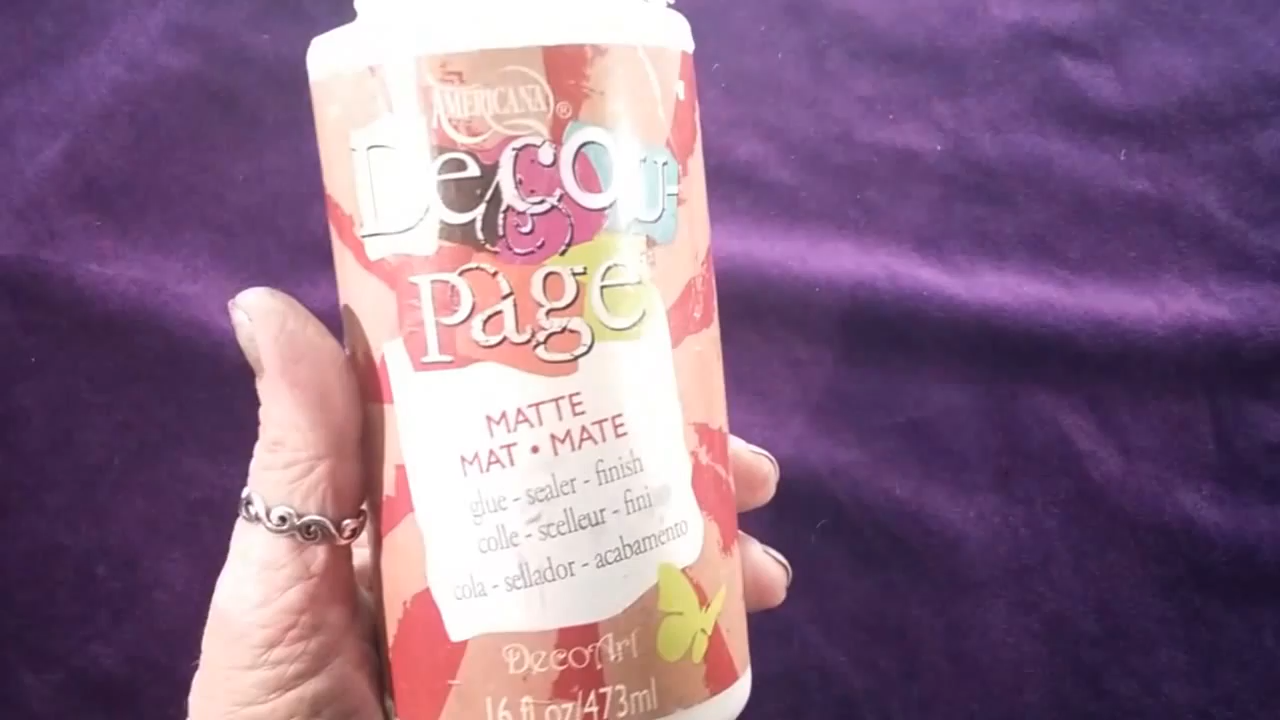 AMERICANA®
Decou
Page
MATTE
MAT • MATE
glue - sealer - finish
colle - scelleur - fini
cola - sellador - acabamento
DecoArt
16 fl oz/473ml